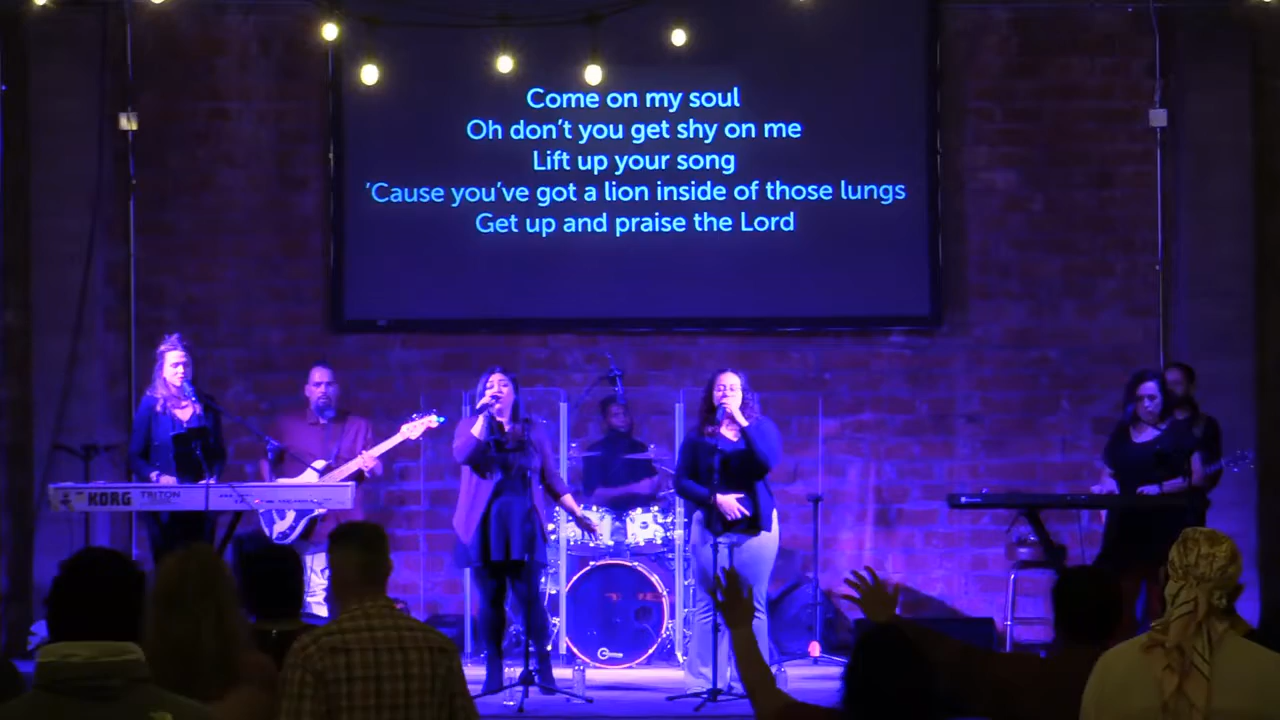 Come on my soul
Oh don't you get shy on me
Lift up your song
'Cause you've got a lion inside of those lungs
Get up and praise the Lord
KORG TRITON